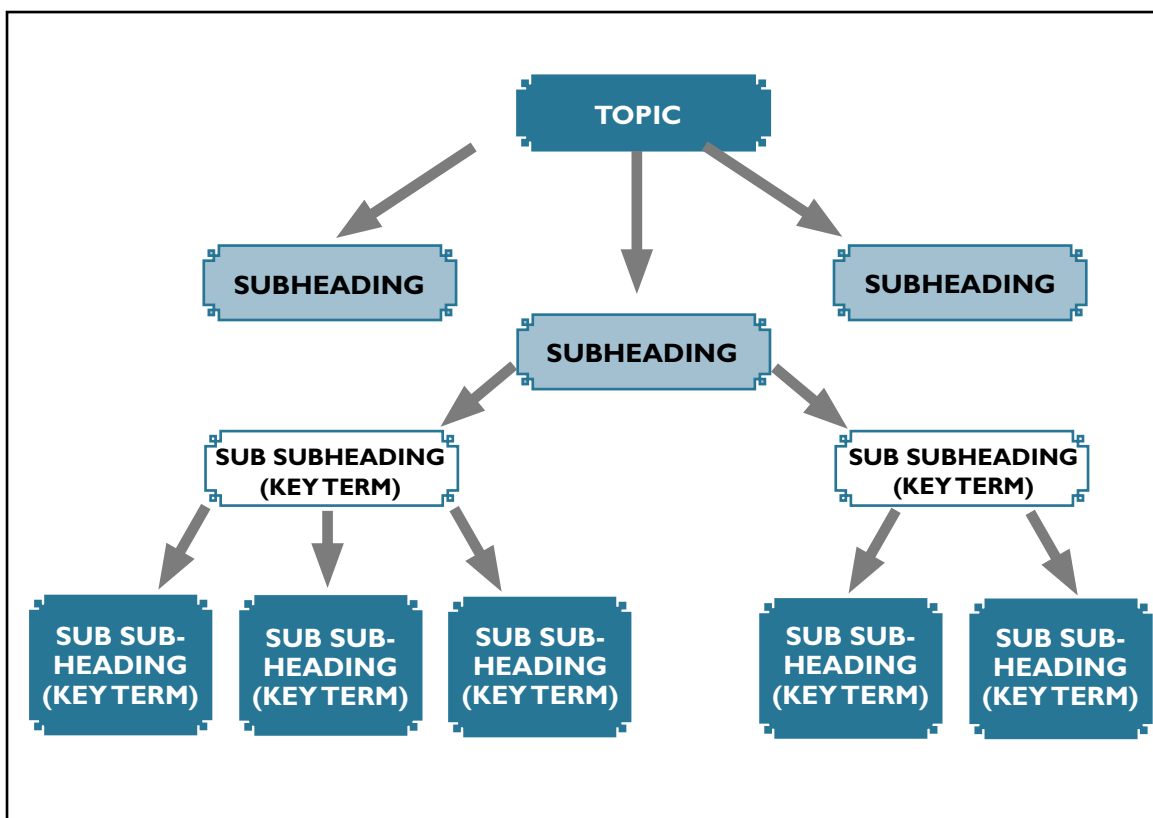 TOPIC
SUBHEADING
SUBHEADING
SUBHEADING
SUB SUBHEADING
(KEY TERM)
SUB SUBHEADING
(KEY TERM)
SUB SUB-
HEADING
(KEY TERM)
SUB SUB-
HEADING
(KEY TERM)
SUB SUB-
HEADING
(KEY TERM)
SUB SUB-
HEADING
(KEY TERM)
SUB SUB-
HEADING
(KEY TERM)